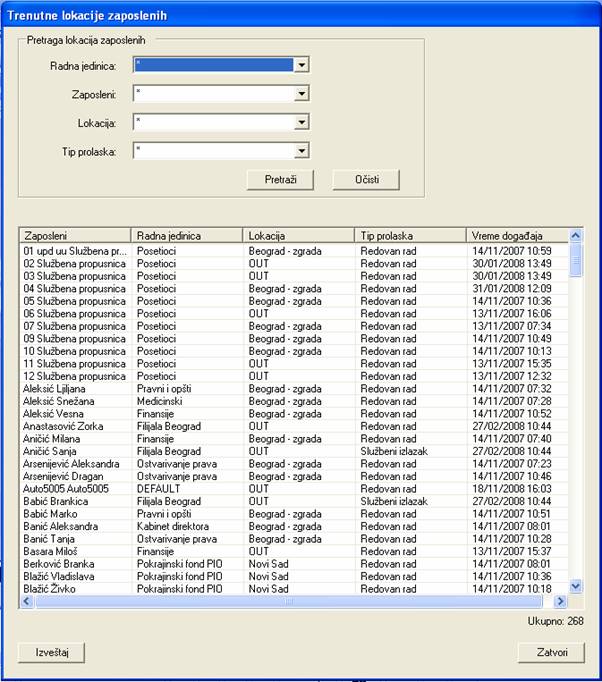 Trenutne lokacije zaposlenih
Pretraga lokacija zaposlenih
Radna jedinica: *
Zaposleni: *
Lokacija: *
Tip prolaska: *
Pretraži Očisti
Zaposleni Radna jedinica Lokacija Tip prolaska Vreme događaja
01 upd uu Službena pr... Posetioci Beograd - zgrada Redovan rad 14/11/2007 10:59
02 Službena propusnica Posetioci OUT Redovan rad 30/01/2008 13:49
03 Službena propusnica Posetioci OUT Redovan rad 30/01/2008 13:49
04 Službena propusnica Posetioci Beograd - zgrada Redovan rad 31/01/2008 12:09
05 Službena propusnica Posetioci Beograd - zgrada Redovan rad 14/11/2007 10:36
06 Službena propusnica Posetioci OUT Redovan rad 13/11/2007 16:06
07 Službena propusnica Posetioci Beograd - zgrada Redovan rad 13/11/2007 07:34
09 Službena propusnica Posetioci Beograd - zgrada Redovan rad 14/11/2007 10:49
10 Službena propusnica Posetioci Beograd - zgrada Redovan rad 14/11/2007 10:13
11 Službena propusnica Posetioci OUT Redovan rad 13/11/2007 15:35
12 Službena propusnica Posetioci OUT Redovan rad 13/11/2007 12:32
Aleksić Ljiljana Pravni i opšti Beograd - zgrada Redovan rad 14/11/2007 07:32
Aleksić Snežana Medicinski Beograd - zgrada Redovan rad 14/11/2007 07:28
Aleksić Vesna Finansije Beograd - zgrada Redovan rad 14/11/2007 10:52
Anastasović Zorka Filijala Beograd OUT Redovan rad 27/02/2008 10:44
Aničić Milana Finansije Beograd - zgrada Redovan rad 14/11/2007 07:40
Aničić Sanja Filijala Beograd OUT Službeni izlazak 27/02/2008 10:44
Arsenijević Aleksandra Ostvarivanje prava Beograd - zgrada Redovan rad 14/11/2007 07:23
Arsenijević Dragan Ostvarivanje prava Beograd - zgrada Redovan rad 14/11/2007 10:46
Auto5005 Auto5005 DEFAULT OUT Redovan rad 18/11/2008 16:03
Babić Brankica Filijala Beograd OUT Službeni izlazak 27/02/2008 10:44
Babić Marko Pravni i opšti Beograd - zgrada Redovan rad 14/11/2007 10:51
Banić Aleksandra Kabinet direktora Beograd - zgrada Redovan rad 14/11/2007 08:01
Banić Tanja Ostvarivanje prava Beograd - zgrada Redovan rad 14/11/2007 10:28
Basara Miloš Finansije OUT Redovan rad 13/11/2007 15:37
Berković Branka Pokrajinski fond PIO Novi Sad Redovan rad 14/11/2007 08:01
Blažić Vladislava Pokrajinski fond PIO Novi Sad Redovan rad 14/11/2007 10:36
Blažić Živko Pokrajinski fond PIO Novi Sad Redovan rad 14/11/2007 10:18
Ukupno: 268
Izveštaj Zatvori